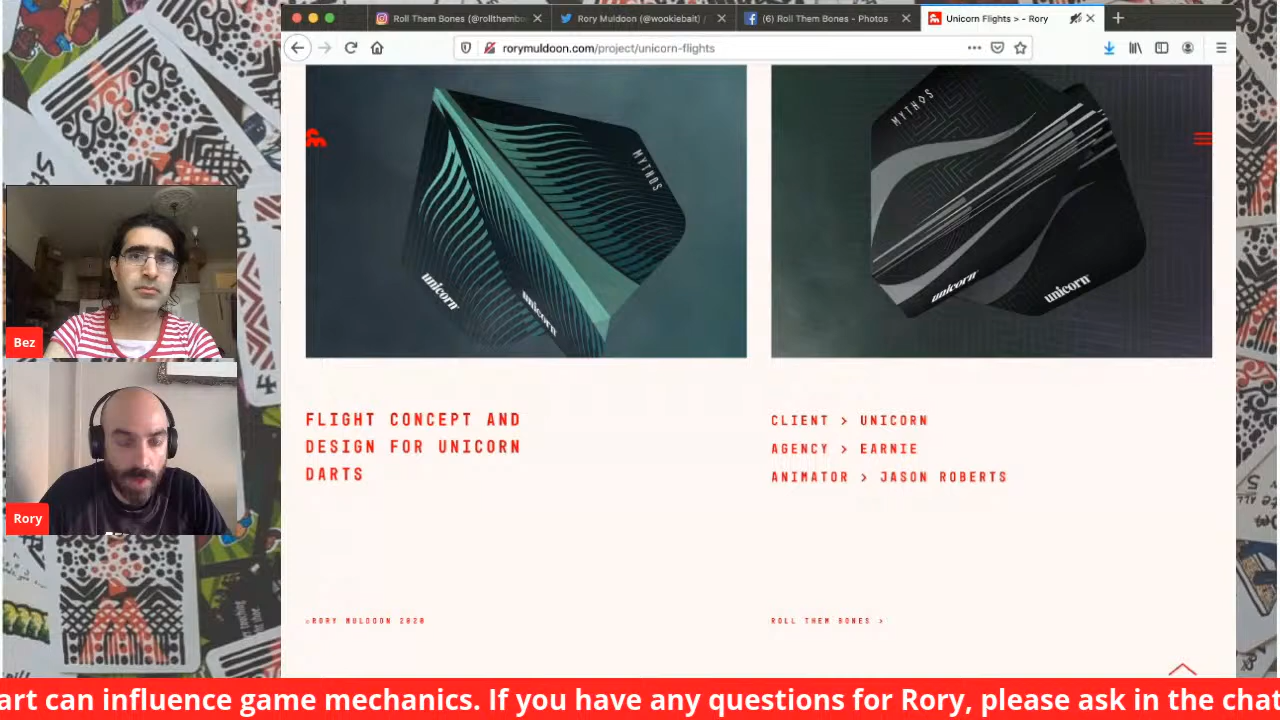 Roll Them Bones (@rollthembo
Rory Muldoon (@wookiebait) /
(6) Roll Them Bones - Photos
Unicorn Flights > - Rory
rorymuldoon.com/project/unicorn-flights
MYTHOS
unicorn
unicorn
MYTHOS
unicorn
unicorn
Bez
Rory
FLIGHT CONCEPT AND
DESIGN FOR UNICORN
DARTS
CLIENT > UNICORN
AGENCY > EARNIE
ANIMATOR > JASON ROBERTS
©RORY MULDOON 2020
ROLL THEM BONES >
art can influence game mechanics. If you have any questions for Rory, please ask in the chat